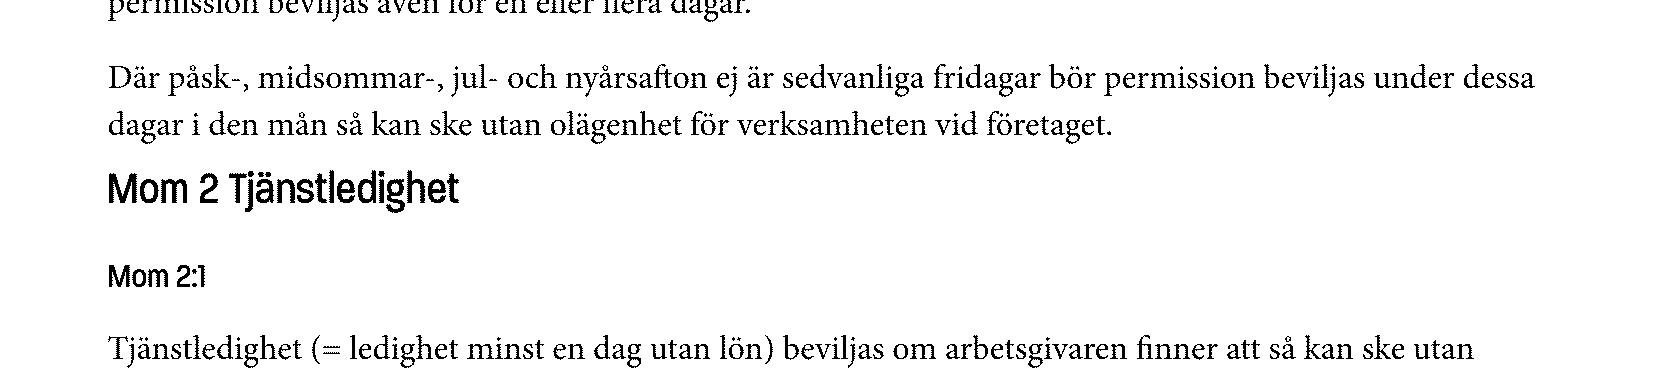 permission beviljas även för en eller flera dagar.
Där påsk-, midsommar-, jul- och nyårsafton ej är sedvanliga fridagar bör permission beviljas under dessa
dagar i den mån så kan ske utan olägenhet för verksamheten vid företaget.
Mom 2 Tjänstledighet
Mom 2:1
Tjänstledighet (= ledighet minst en dag utan lön) beviljas om arbetsgivaren finner att så kan ske utan